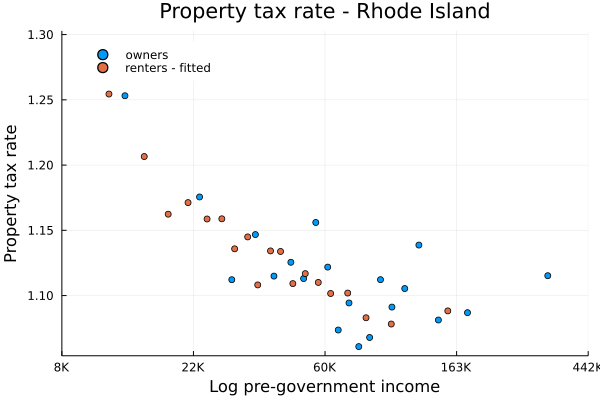 Property tax rate - Rhode Island
1.30
1.25
1.20
1.15
1.10
Property tax rate
owners
renters - fitted
8K 22K 60K 163K 442K
Log pre-government income